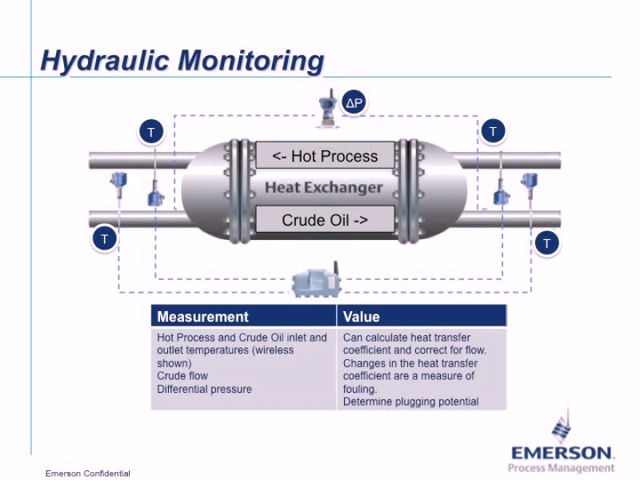 Hydraulic Monitoring
ΔP
T
T
<- Hot Process
Heat Exchanger
Crude Oil ->
T
T
Measurement
Value
Hot Process and Crude Oil inlet and
outlet temperatures (wireless
shown)
Crude flow
Differential pressure
Can calculate heat transfer
coefficient and correct for flow.
Changes in the heat transfer
coefficient are a measure of
fouling.
Determine plugging potential
EMERSON
Process Management
Emerson Confidential